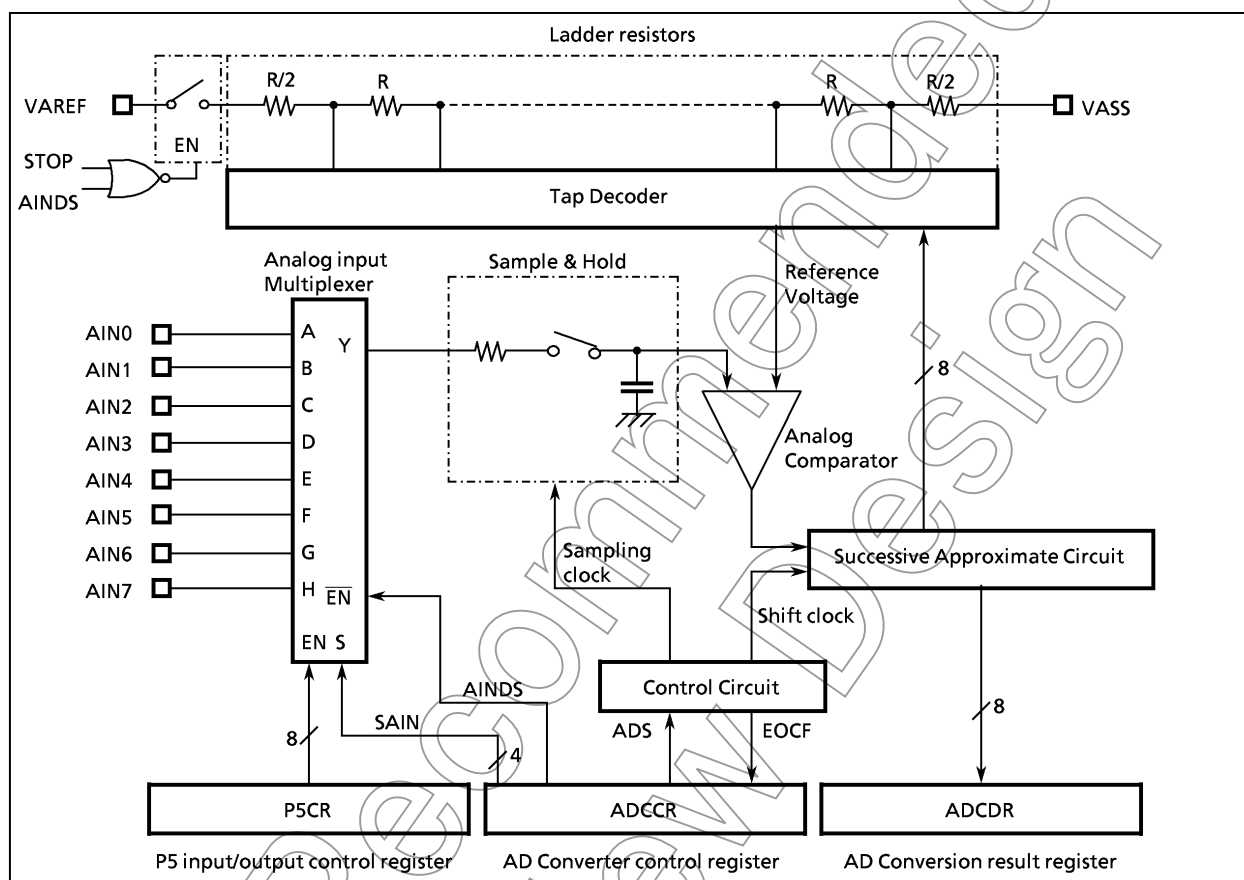 Ladder resistors
VAREF
R/2
R
R
R/2
VASS
EN
STOP
AINDS
Tap Decoder
Analog input
Multiplexer
Sample & Hold
Reference
Voltage
AIN0
AIN1
AIN2
AIN3
AIN4
AIN5
AIN6
AIN7
A
B
C
D
E
F
G
H
Y
EN
EN S
8
Analog
Comparator
Sampling
clock
Successive Approximate Circuit
Shift clock
Control Circuit
AINDS
SAIN
ADS
EOCF
8
8
4
P5CR
ADCCR
ADCDR
P5 input/output control register
AD Converter control register
AD Conversion result register
Recommended
New Design